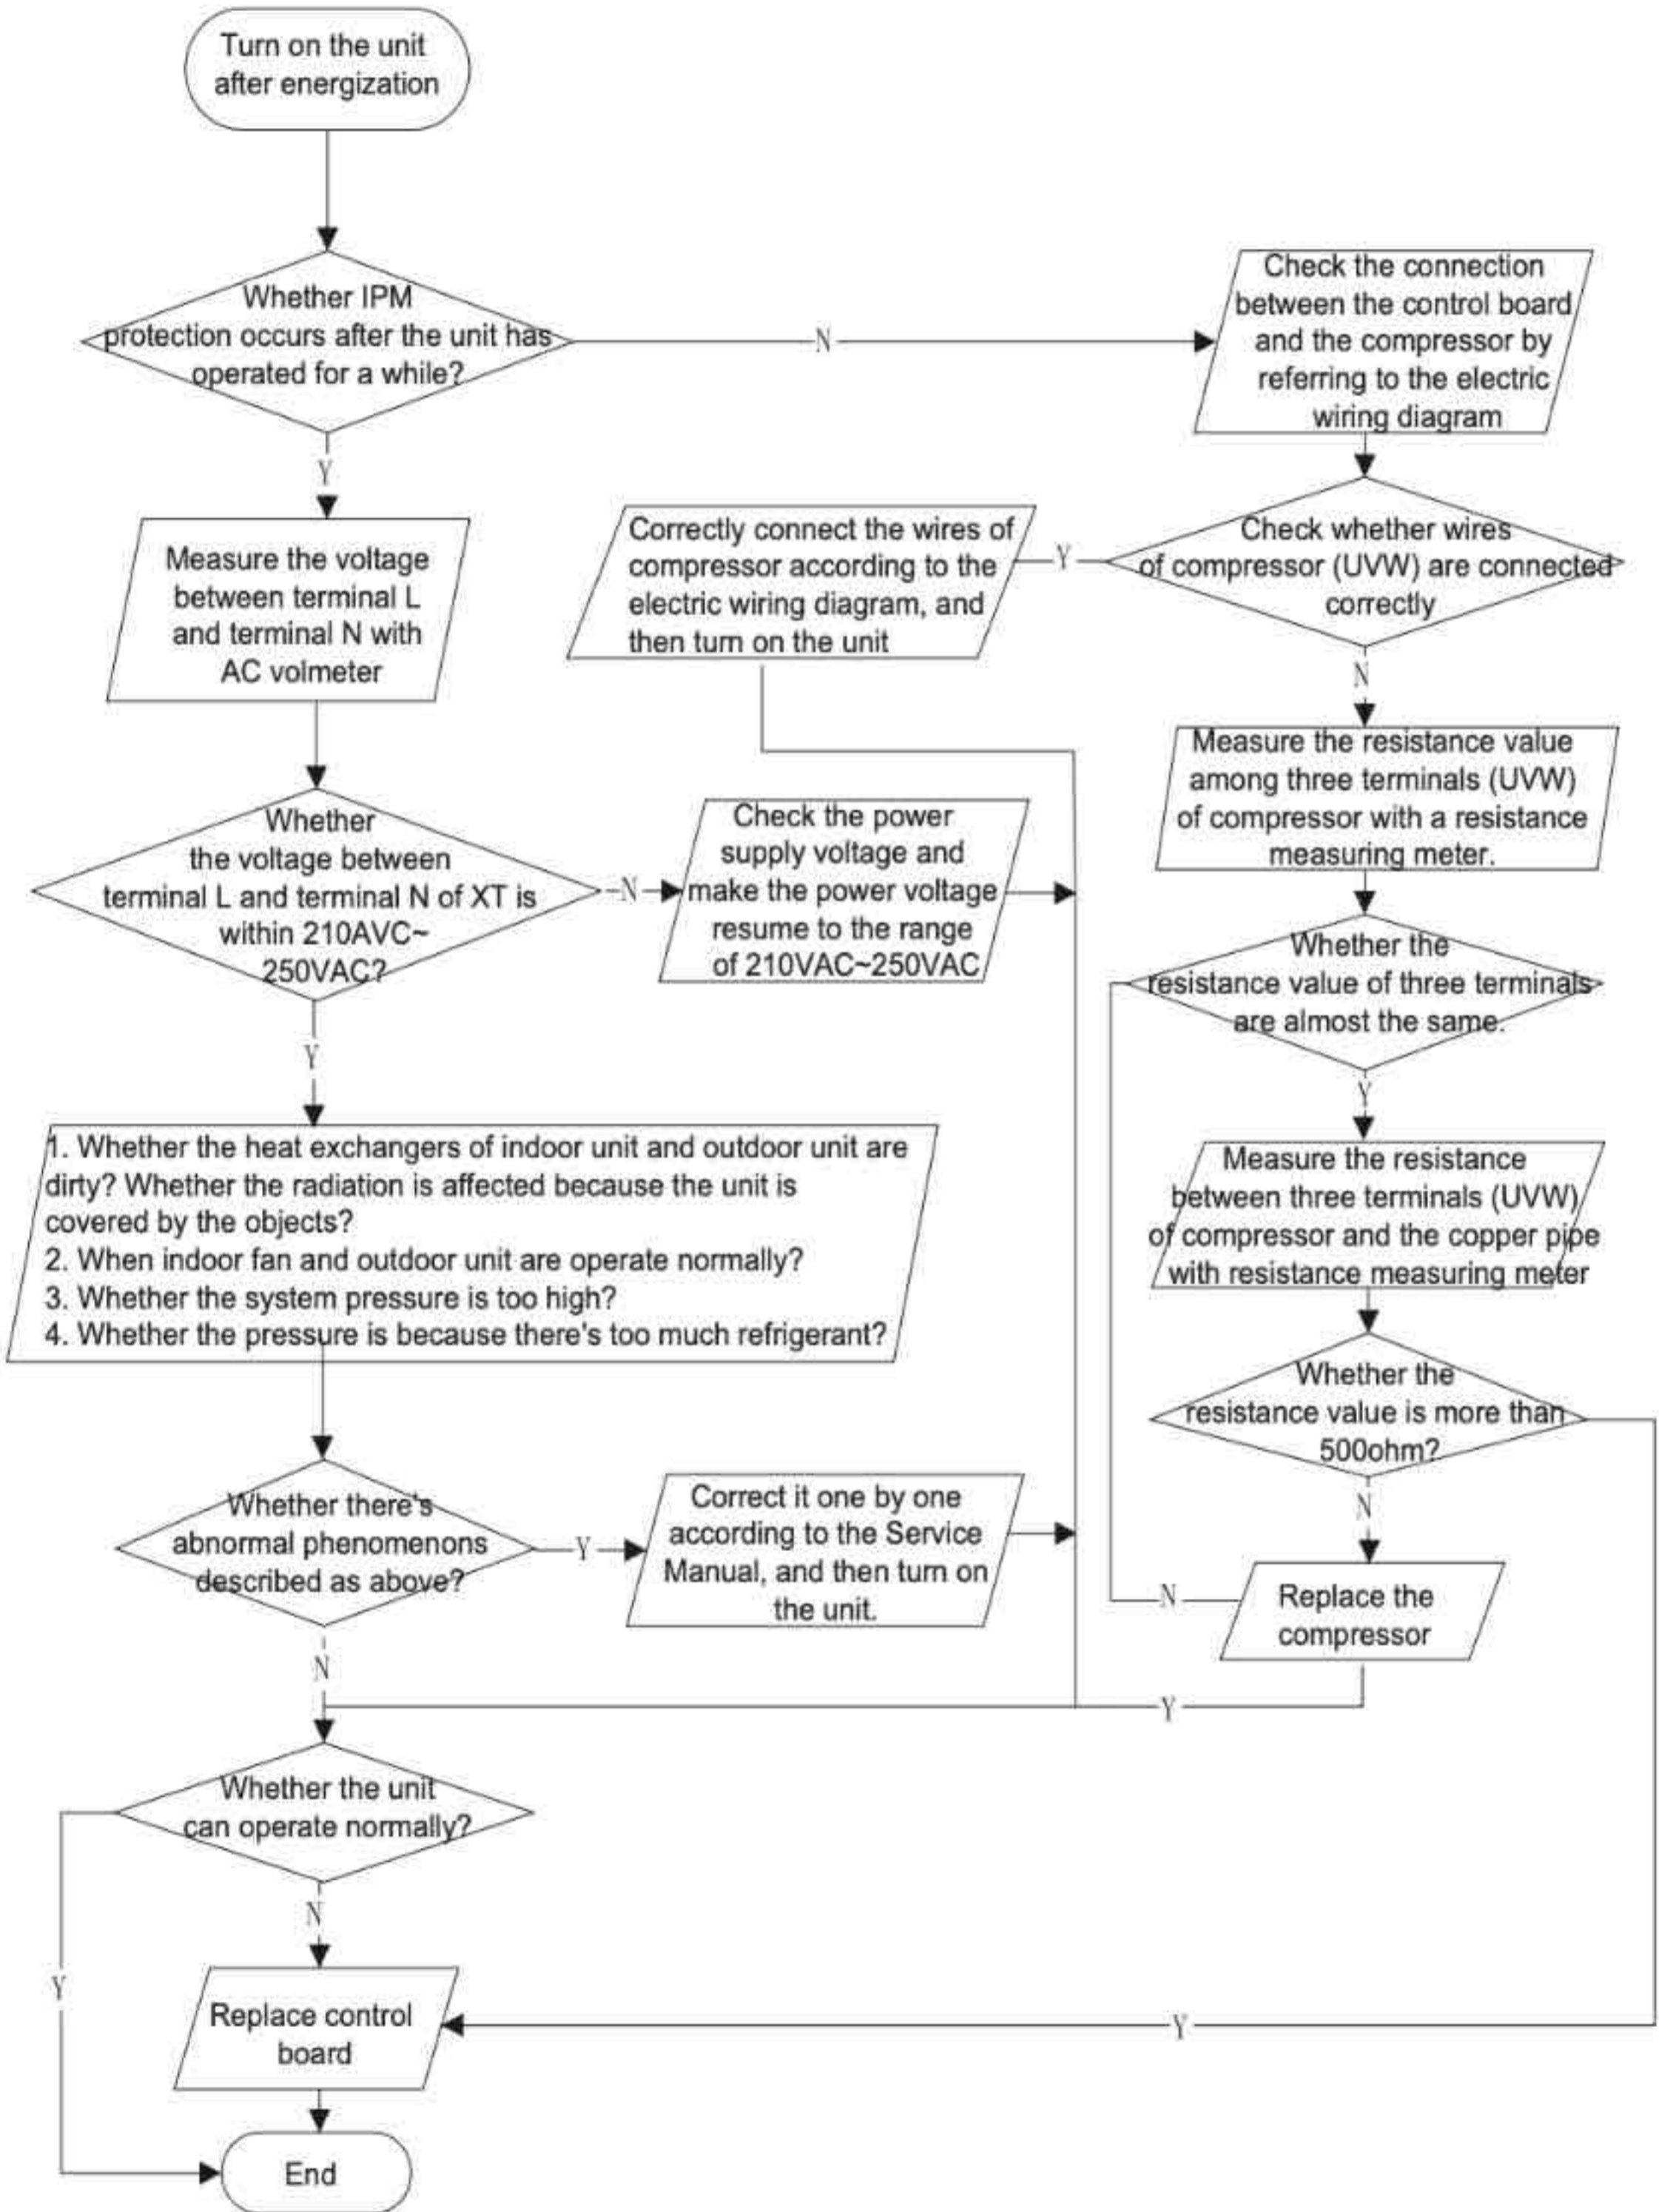 Turn on the unit
after energization
Whether IPM
protection occurs after the unit has
operated for a while?
N
Check the connection
between the control board
and the compressor by
referring to the electric
wiring diagram
Y
Measure the voltage
between terminal L
and terminal N with
AC volmeter
Correctly connect the wires of
compressor according to the
electric wiring diagram, and
then turn on the unit
Y
Check whether wires
of compressor (UVW) are connected
correctly
N
Measure the resistance value
among three terminals (UVW)
of compressor with a resistance
measuring meter.
Whether
the voltage between
terminal L and terminal N of XT is
within 210AVC~
250VAC?
N
Check the power
supply voltage and
make the power voltage
resume to the range
of 210VAC~250VAC
Whether the
resistance value of three terminals
are almost the same.
Y
Y
1. Whether the heat exchangers of indoor unit and outdoor unit are
dirty? Whether the radiation is affected because the unit is
covered by the objects?
2. When indoor fan and outdoor unit are operate normally?
3. Whether the system pressure is too high?
4. Whether the pressure is because there's too much refrigerant?
Measure the resistance
between three terminals (UVW)
of compressor and the copper pipe
with resistance measuring meter
Whether the
resistance value is more than
500ohm?
N
Whether there's
abnormal phenomenons
described as above?
Y
Correct it one by one
according to the Service
Manual, and then turn on
the unit.
N
Replace the
compressor
N
Y
Whether the unit
can operate normally?
N
Y
Replace control
board
Y
End